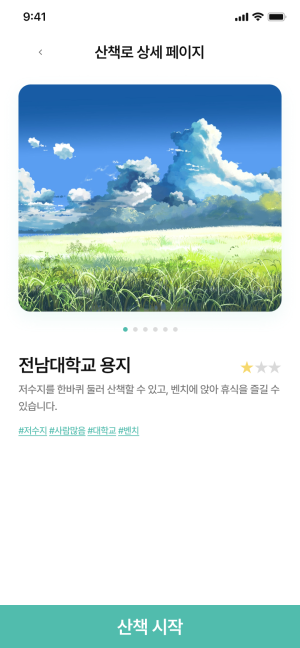 9:41
산책로 상세 페이지
전남대학교 용지
저수지를 한바퀴 둘러 산책할 수 있고, 벤치에 앉아 휴식을 즐길 수
있습니다.
#저수지 #사람많음 #대학교 #벤치
산책 시작